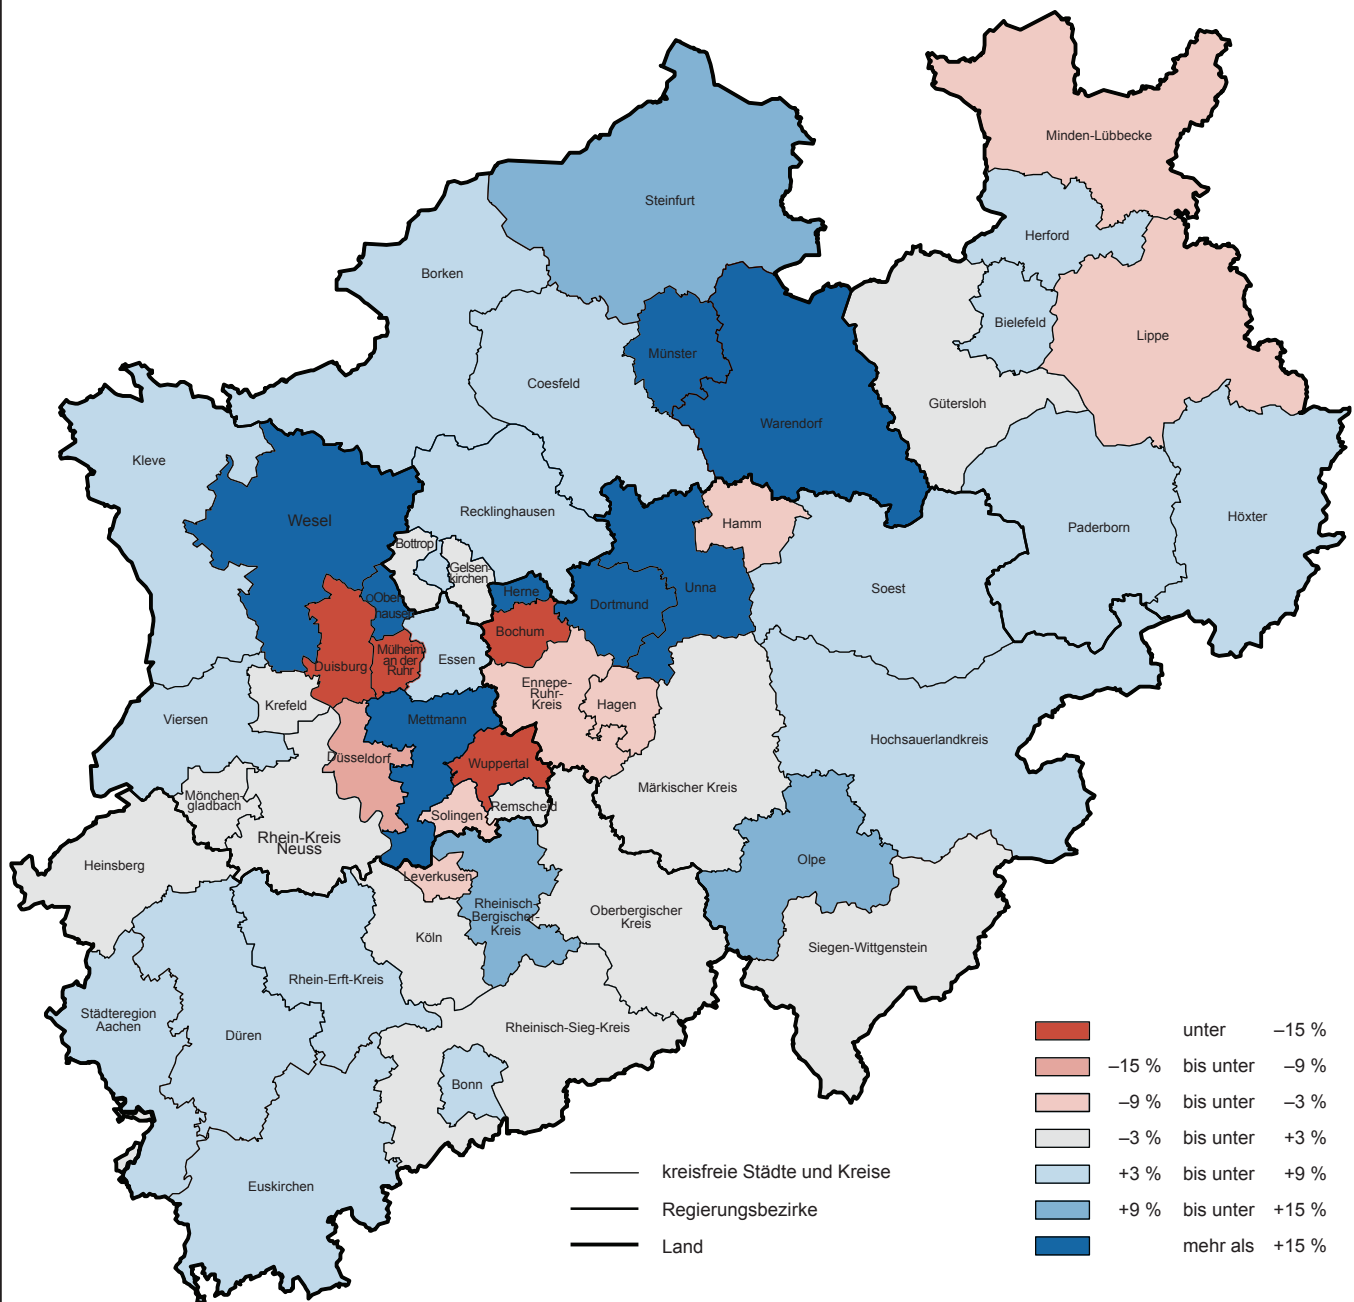 Minden-Lübbecke
Steinfurt
Herford
Borken
Bielefeld
Lippe
Münster
Coesfeld
Gütersloh
Warendorf
Kleve
Wesel
Recklinghausen
Hamm
Höxter
Paderborn
Bottrop
Gelsen-
kirchen
Soest
Unna
Herne
Dortmund
oOber
hausen
Bochum
Mülheim
an der
Ruhr
Essen
Duisburg
Ennepe-
Ruhr-
Kreis
Hagen
Krefeld
Viersen
Mettmann
Hochsauerlandkreis
Düsseldorf
Wuppertal
Märkischer Kreis
Mönchen-
gladbach
Remscheid
Solingen
Rhein-Kreis
Neuss
Heinsberg
Olpe
Leverkusen
Rheinisch-
Bergischer-
Kreis
Oberbergischer
Kreis
Köln
Siegen-Wittgenstein
Rhein-Erft-Kreis
Städteregion
Aachen
Düren
Rheinisch-Sieg-Kreis
Bonn
Euskirchen
kreisfreie Städte und Kreise
Regierungsbezirke
Land
unter –15 %
–15 % bis unter –9 %
–9 % bis unter –3 %
–3 % bis unter +3 %
+3 % bis unter +9 %
+9 % bis unter +15 %
mehr als +15 %